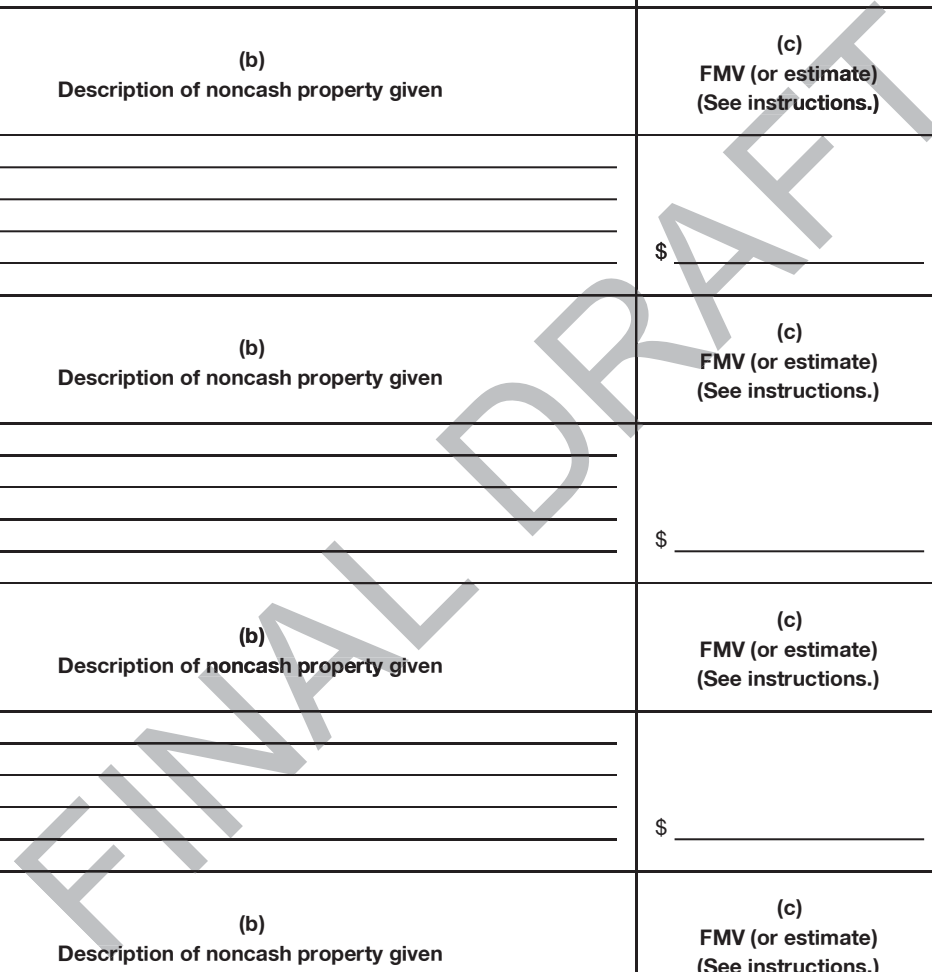 (b)
Description of noncash property given
(c)
FMV (or estimate)
(See instructions.)
$
(b)
Description of noncash property given
(c)
FMV (or estimate)
(See instructions.)
$
(b)
Description of noncash property given
(c)
FMV (or estimate)
(See instructions.)
$
(b)
Description of noncash property given
(c)
FMV (or estimate)
(See instructions.)
FINAL DRAFT